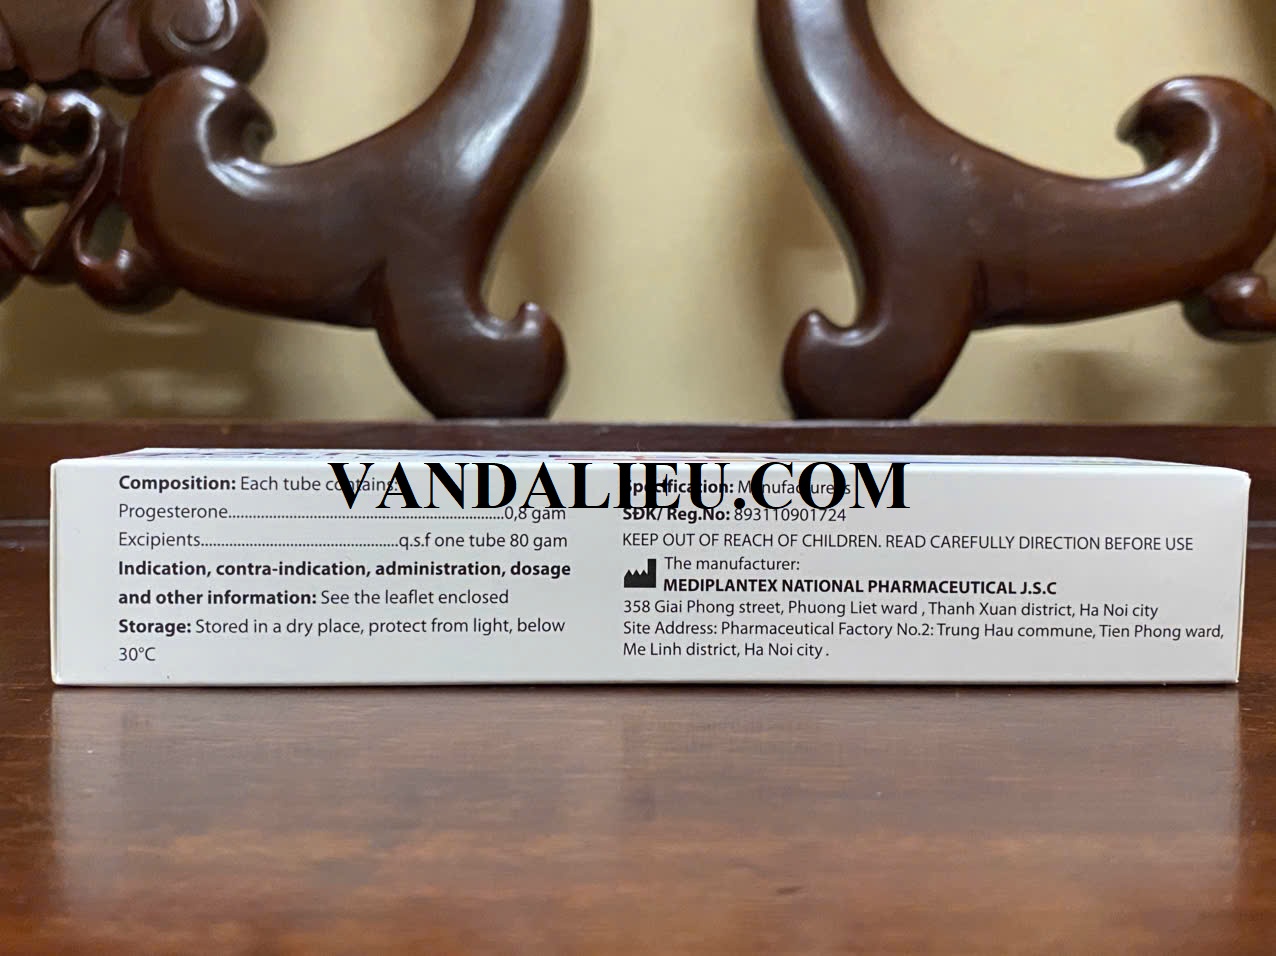 VANDALIEU.COM
Composition: Each tube contains:
Progesterone....................................................................................0,8 gam
Excipients.................................................q.s.f one tube 80 gam
Indication, contra-indication, administration, dosage
and other information: See the leaflet enclosed
Storage: Stored in a dry place, protect from light, below
30°C
Specification: Manufacturer's
SĐK/ Reg.No: 893110901724
KEEP OUT OF REACH OF CHILDREN. READ CAREFULLY DIRECTION BEFORE USE
The manufacturer:
MEDIPLANTEX NATIONAL PHARMACEUTICAL J.S.C
358 Giai Phong street, Phuong Liet ward , Thanh Xuan district, Ha Noi city
Site Address: Pharmaceutical Factory No.2: Trung Hau commune, Tien Phong ward,
Me Linh district, Ha Noi city .